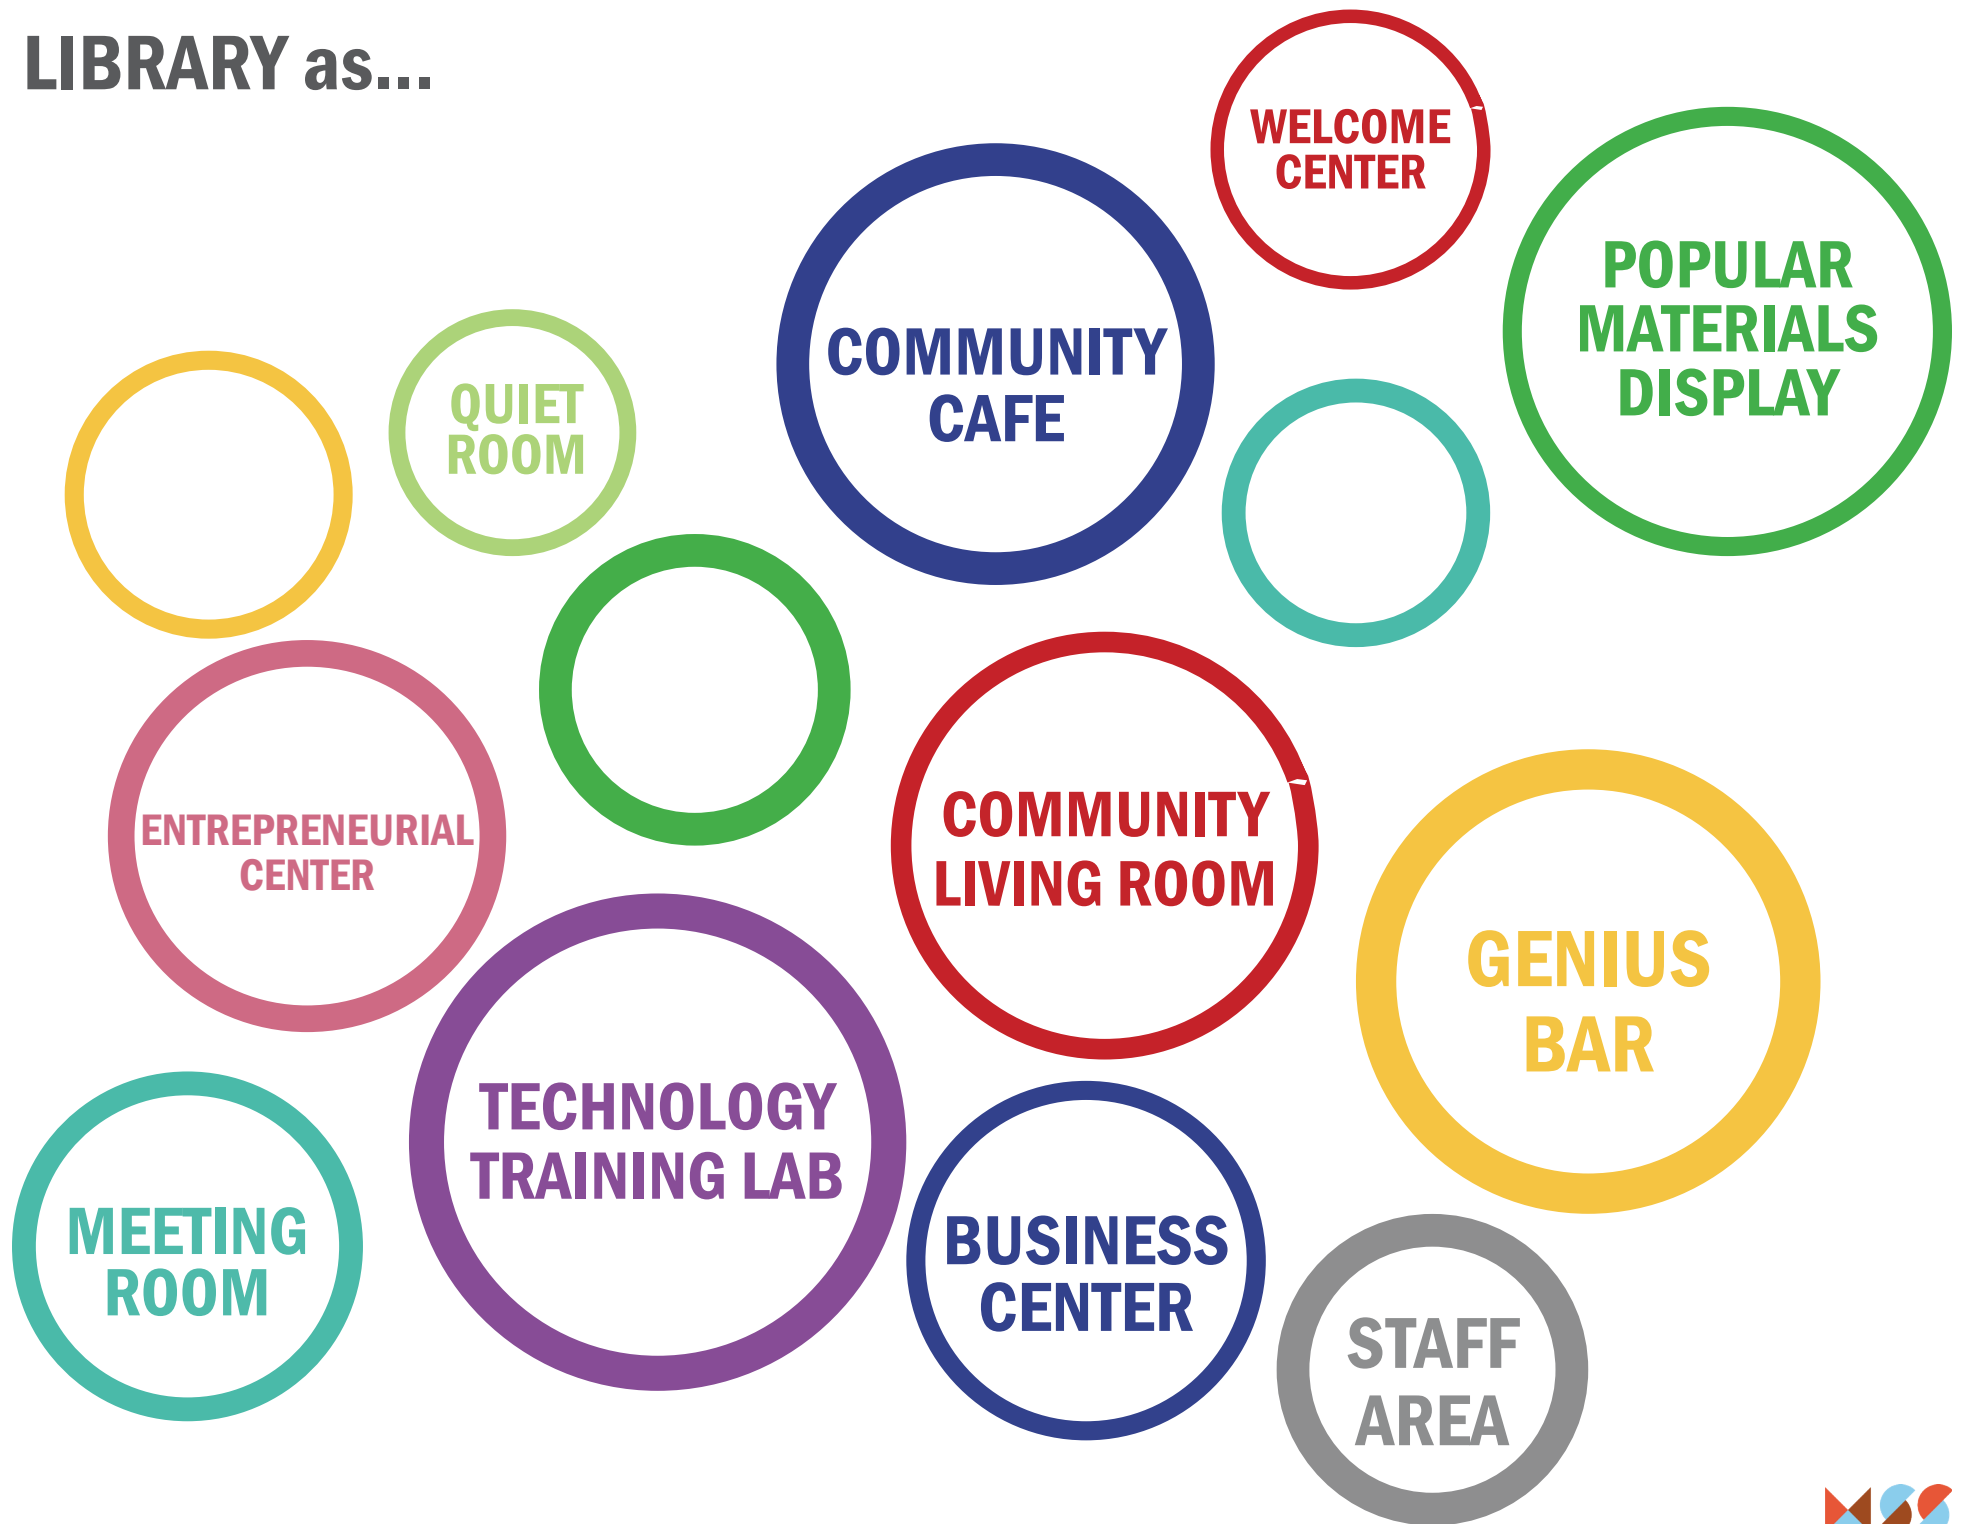 LIBRARY as...
WELCOME
CENTER
POPULAR
MATERIALS
DISPLAY
COMMUNITY
CAFE
QUIET
ROOM
ENTREPRENEURIAL
CENTER
COMMUNITY
LIVING ROOM
GENIUS
BAR
TECHNOLOGY
TRAINING LAB
MEETING
ROOM
BUSINESS
CENTER
STAFF
AREA